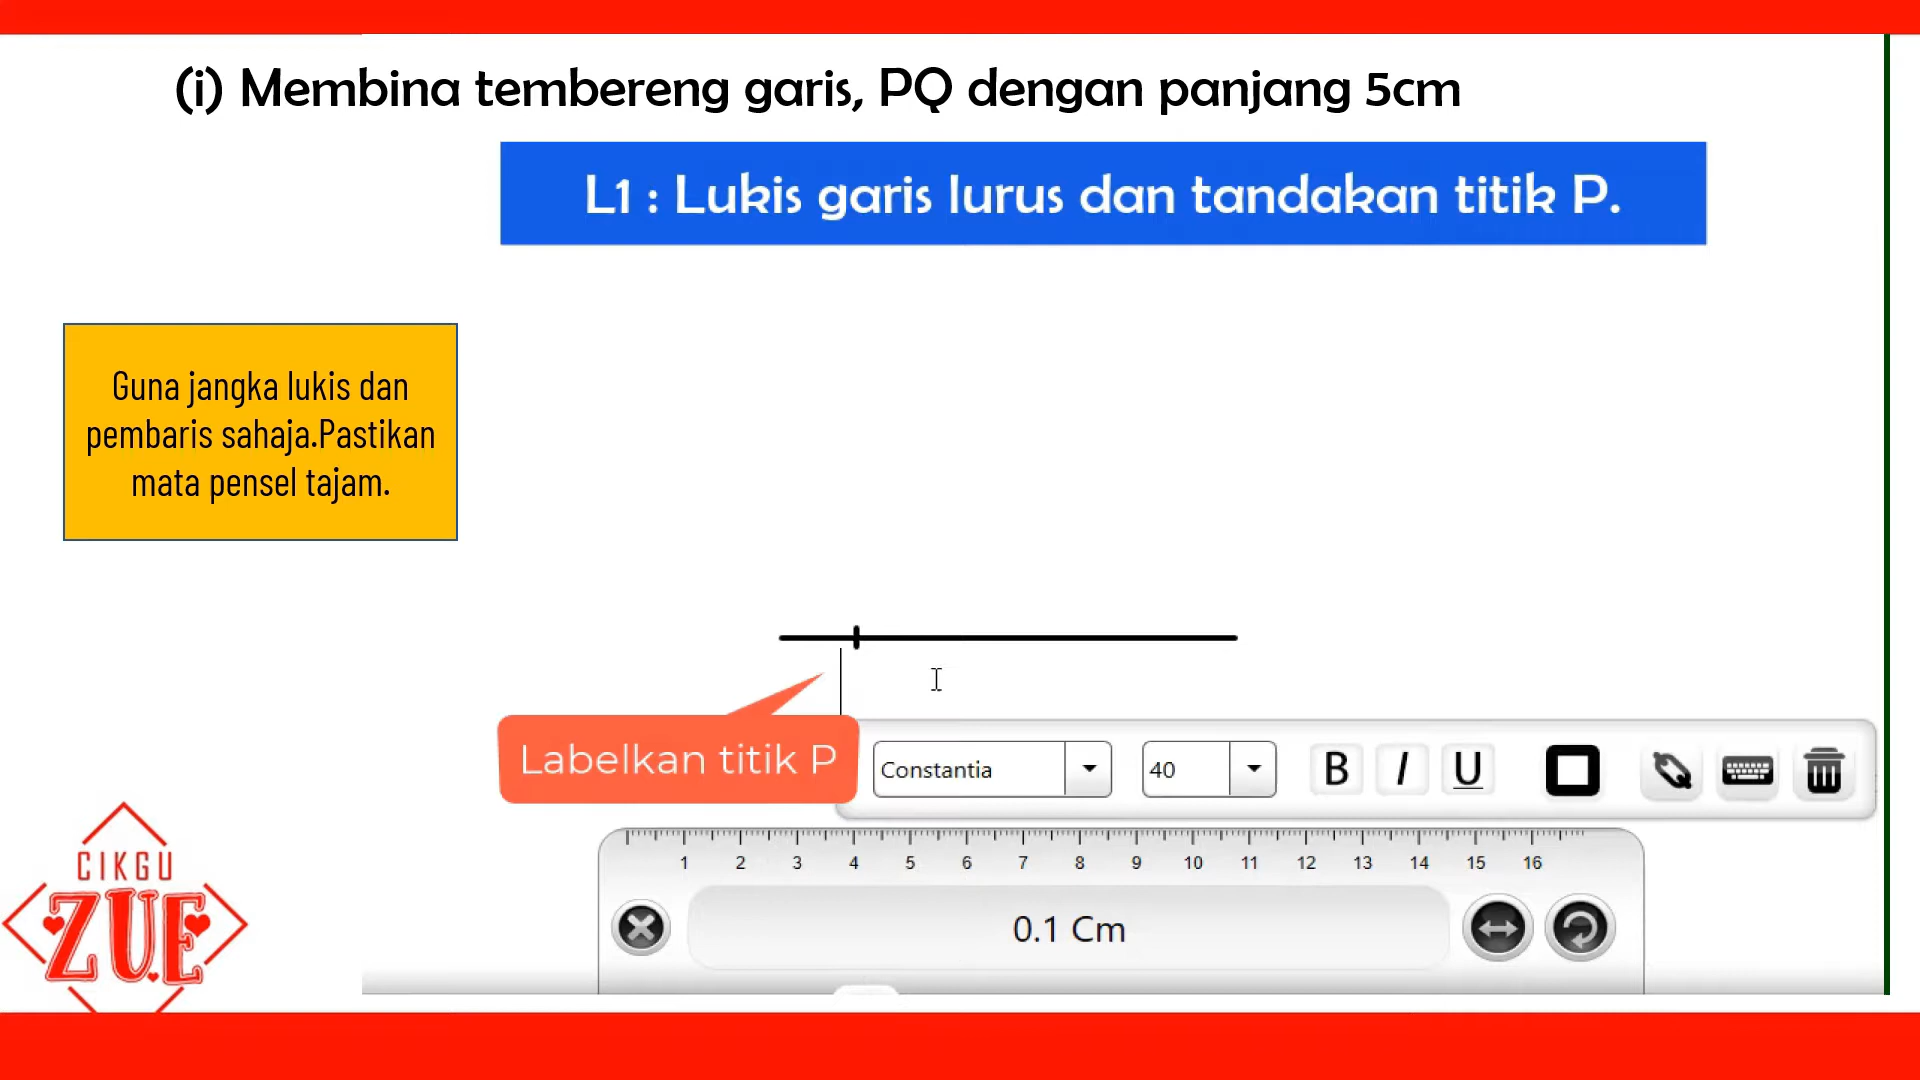 (i) Membina tembereng garis, PQ dengan panjang 5cm
L1 : Lukis garis lurus dan tandakan titik P.
Guna jangka lukis dan
pembaris sahaja.Pastikan
mata pensel tajam.
Labelkan titik P
Constantia
40
B I U
1 2 3 4 5 6 7 8 9 10 11 12 13 14 15 16
0.1 Cm
CIKGU
ZUE